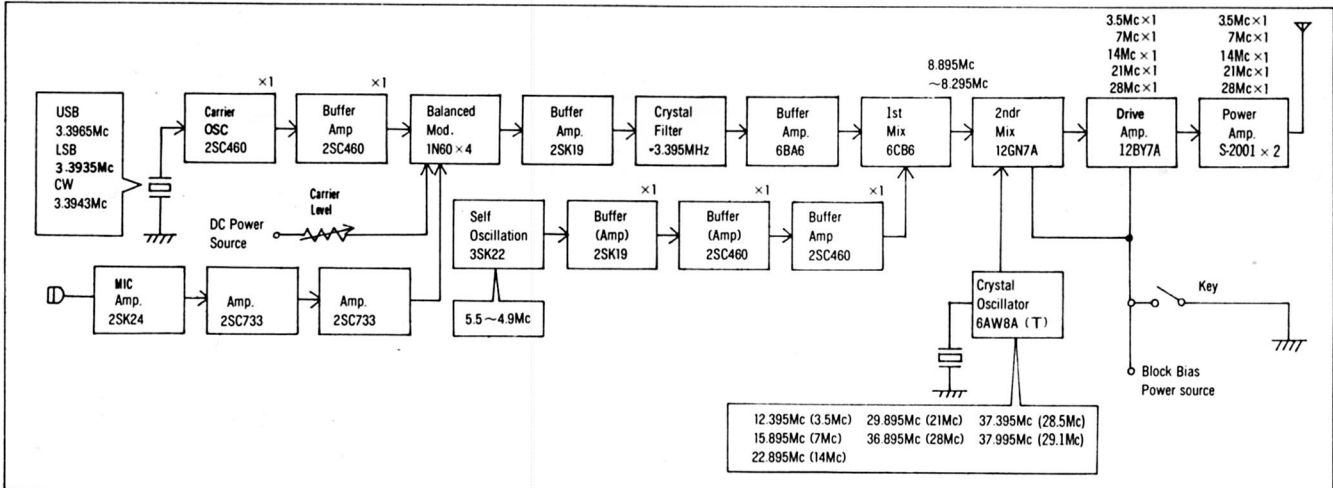 3.5Mc×1
7Mc×1
14Mc×1
21Mc×1
28Mc×1
3.5Mc×1
7Mc×1
14Mc×1
21Mc×1
28Mc×1
USB
3.3965Mc
LSB
3.3935Mc
CW
3.3943Mc
×1
Carrier
OSC
2SC460
×1
Buffer
Amp
2SC460
Balanced
Mod.
1N60×4
Buffer
Amp.
2SK19
Crystal
Filter
-3.395MHz
Buffer
Amp.
6BA6
8.895Mc
~8.295Mc
1st
Mix
6CB6
2ndr
Mix
12GN7A
Drive
Amp.
12BY7A
Power
Amp.
S-2001×2
DC Power
Source
Carrier
Level
Self
Oscillation
3SK22
5.5~4.9Mc
×1
Buffer
(Amp)
2SK19
×1
Buffer
(Amp)
2SC460
×1
Buffer
Amp
2SC460
MIC
Amp.
2SK24
Amp.
2SC733
Amp.
2SC733
Crystal
Oscillator
6AW8A (T)
Key
Block Bias
Power source
12.395Mc (3.5Mc) 29.895Mc (21Mc) 37.395Mc (28.5Mc)
15.895Mc (7Mc) 36.895Mc (28Mc) 37.995Mc (29.1Mc)
22.895Mc (14Mc)